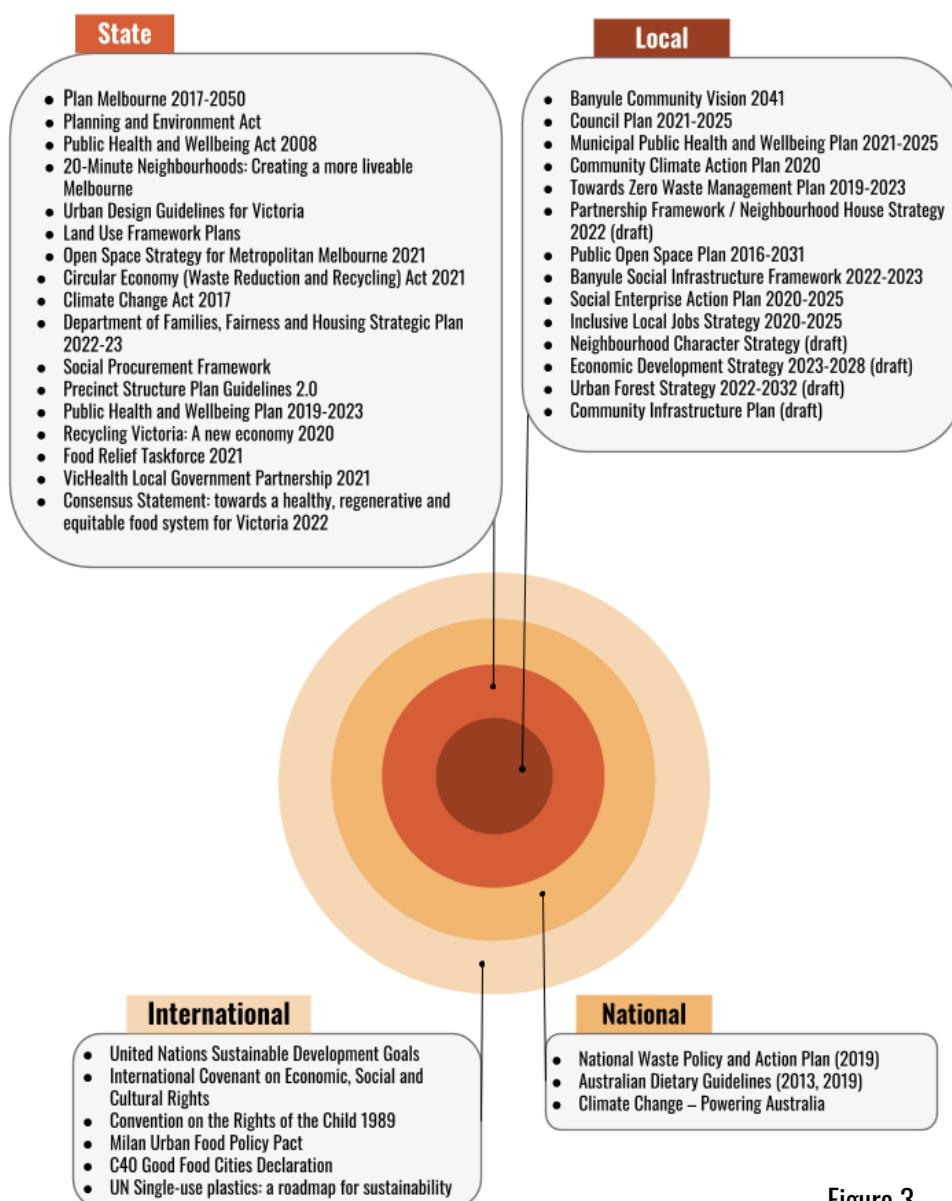 State
• Plan Melbourne 2017-2050
• Planning and Environment Act
• Public Health and Wellbeing Act 2008
• 20-Minute Neighbourhoods: Creating a more liveable
Melbourne
• Urban Design Guidelines for Victoria
• Land Use Framework Plans
• Open Space Strategy for Metropolitan Melbourne 2021
• Circular Economy (Waste Reduction and Recycling) Act 2021
• Climate Change Act 2017
• Department of Families, Fairness and Housing Strategic Plan
2022-23
• Social Procurement Framework
• Precinct Structure Plan Guidelines 2.0
• Public Health and Wellbeing Plan 2019-2023
• Recycling Victoria: A new economy 2020
• Food Relief Taskforce 2021
• VicHealth Local Government Partnership 2021
• Consensus Statement: towards a healthy, regenerative and
equitable food system for Victoria 2022
Local
• Banyule Community Vision 2041
• Council Plan 2021-2025
• Municipal Public Health and Wellbeing Plan 2021-2025
• Community Climate Action Plan 2020
• Towards Zero Waste Management Plan 2019-2023
• Partnership Framework / Neighbourhood House Strategy
2022 (draft)
• Public Open Space Plan 2016-2031
• Banyule Social Infrastructure Framework 2022-2023
• Social Enterprise Action Plan 2020-2025
• Inclusive Local Jobs Strategy 2020-2025
• Neighbourhood Character Strategy (draft)
• Economic Development Strategy 2023-2028 (draft)
• Urban Forest Strategy 2022-2032 (draft)
• Community Infrastructure Plan (draft)
International
• United Nations Sustainable Development Goals
• International Covenant on Economic, Social and
Cultural Rights
• Convention on the Rights of the Child 1989
• Milan Urban Food Policy Pact
• C40 Good Food Cities Declaration
• UN Single-use plastics: a roadmap for sustainability
National
• National Waste Policy and Action Plan (2019)
• Australian Dietary Guidelines (2013, 2019)
• Climate Change – Powering Australia
Figure 3